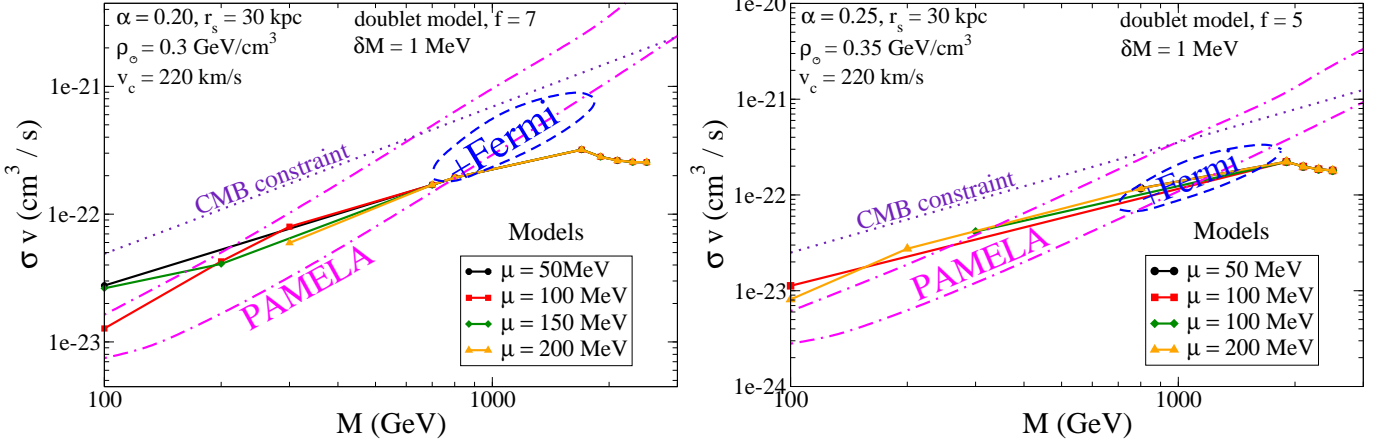 α = 0.20, r_s = 30 kpc
ρ_⊙ = 0.3 GeV/cm³
v_c = 220 km/s
doublet model, f = 7
δM = 1 MeV
1e-21
1e-22
1e-23
σ v (cm³ / s)
CMB constraint
+Fermi
PAMELA
Models
μ = 50MeV
μ = 100 MeV
μ = 150 MeV
μ = 200 MeV
100
1000
M (GeV)
α = 0.25, r_s = 30 kpc
ρ_⊙ = 0.35 GeV/cm³
v_c = 220 km/s
doublet model, f = 5
δM = 1 MeV
1e-20
1e-21
1e-22
1e-23
1e-24
σ v (cm³ / s)
CMB constraint
+Fermi
PAMELA
Models
μ = 50 MeV
μ = 100 MeV
μ = 100 MeV
μ = 200 MeV
100
1000
M (GeV)